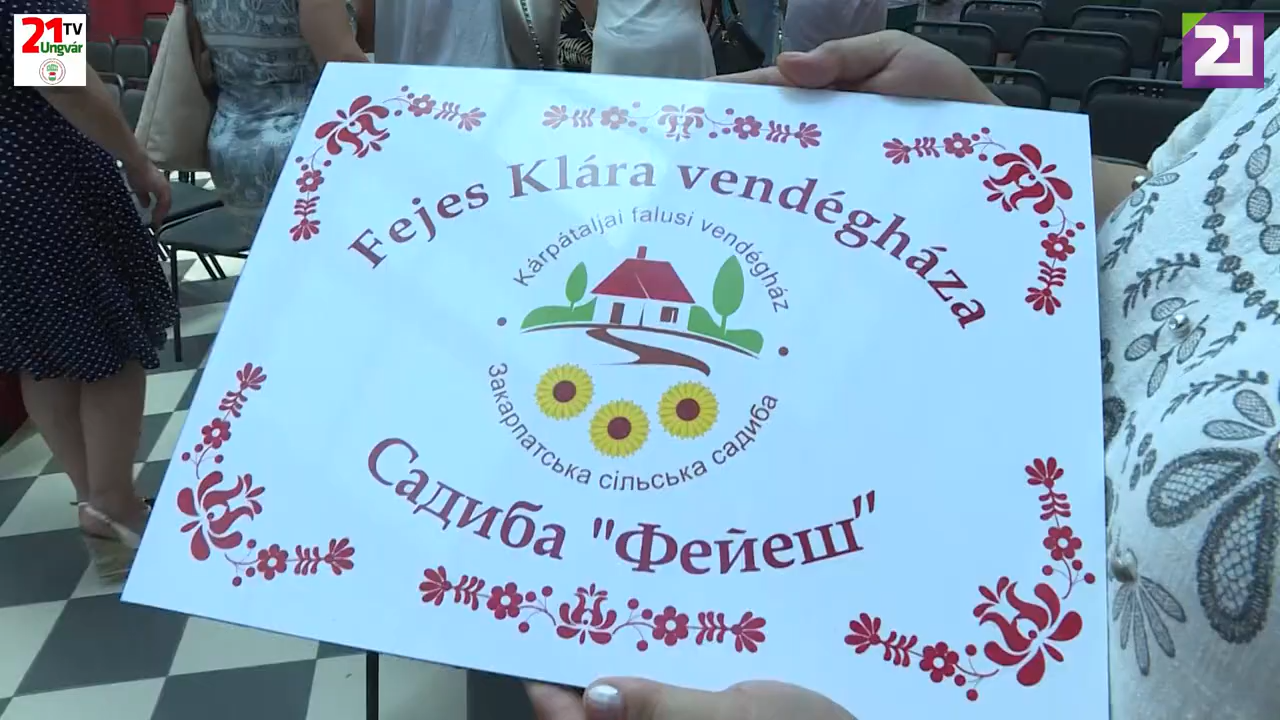 21 TV
Ungvár
21
Fejes Klára vendégháza
Kárpátaljai falusi vendégház
Закарпатська сільська садиба
Садиба "Фейеш"